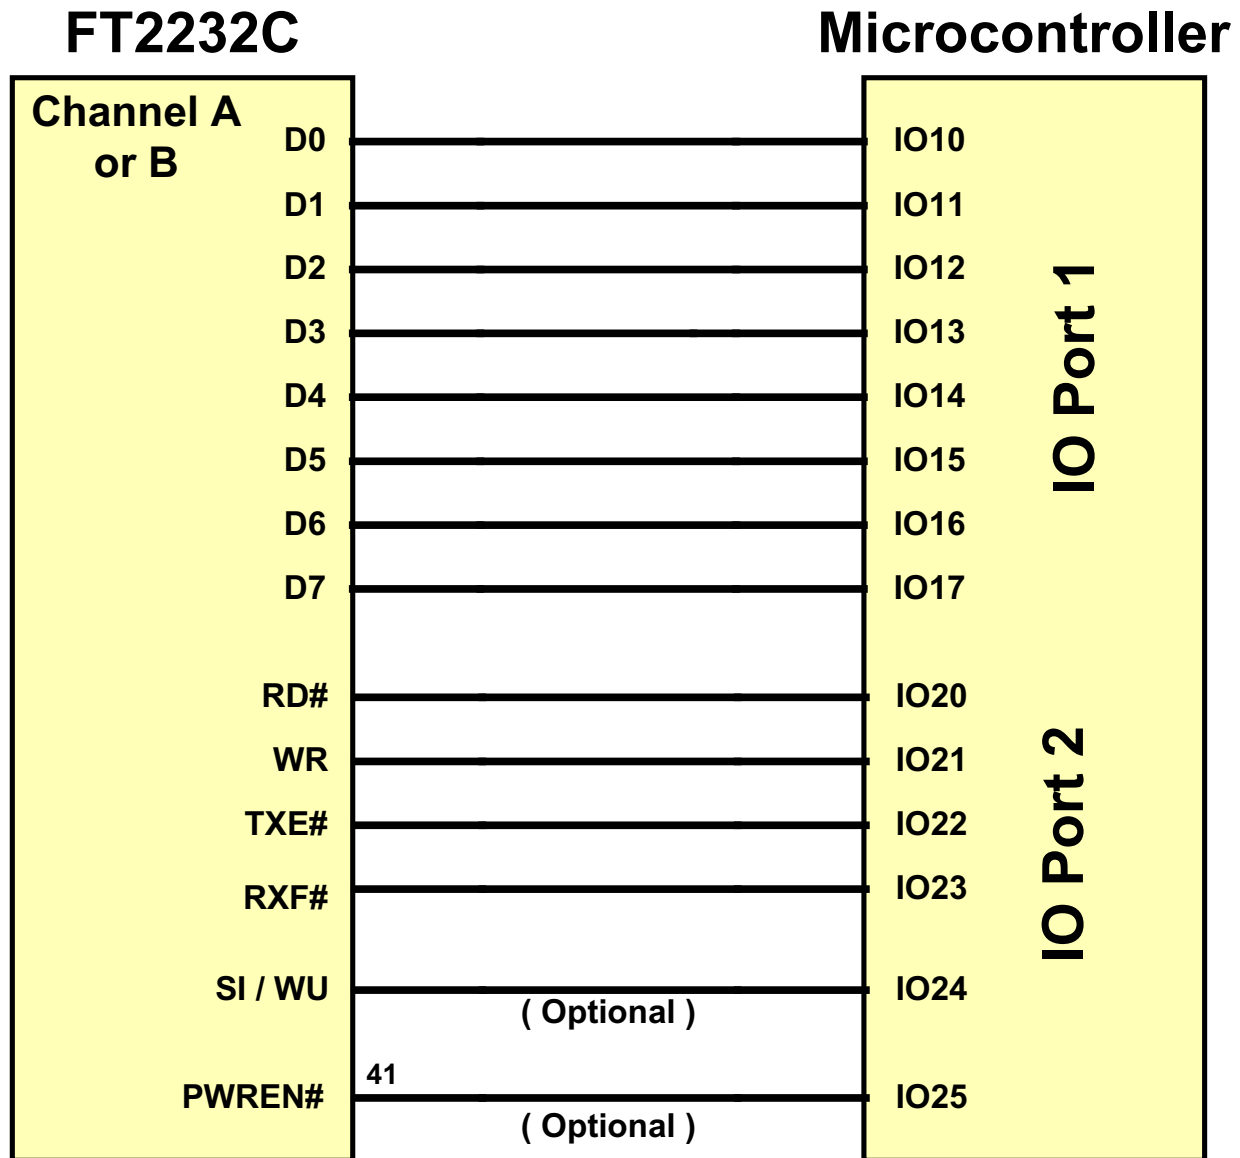 FT2232C
Microcontroller
Channel A
or B
D0
IO10
D1
IO11
D2
IO12
D3
IO13
D4
IO14
D5
IO15
D6
IO16
D7
IO17
IO Port 1
RD#
IO20
WR
IO21
TXE#
IO22
RXF#
IO23
IO Port 2
SI / WU
( Optional )
IO24
PWREN#
41
( Optional )
IO25